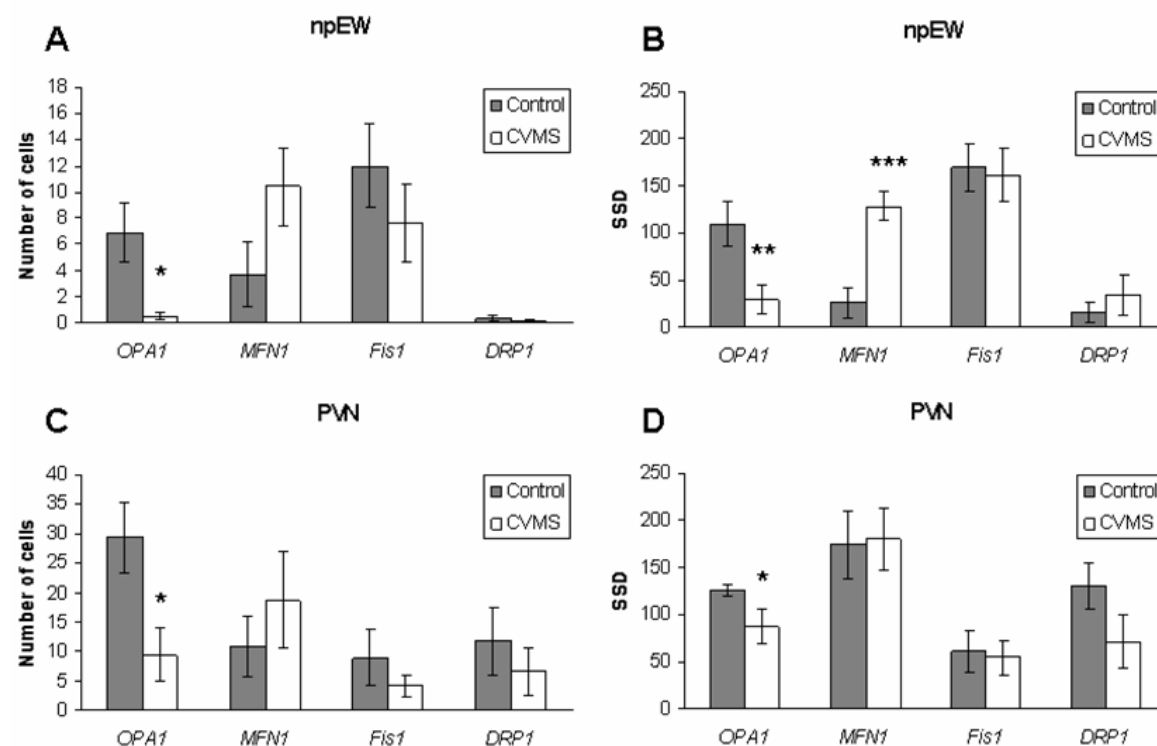 A
npEW
Number of cells
18
16
14
12
10
8
6
4
2
0
Control
CVMS
*
OPA1
MFN1
Fis1
DRP1
B
npEW
SSD
250
200
150
100
50
0
Control
CVMS
**
***
OPA1
MFN1
Fis1
DRP1
C
PVN
Number of cells
40
35
30
25
20
15
10
5
0
Control
CVMS
*
OPA1
MFN1
Fis1
DRP1
D
PVN
SSD
250
200
150
100
50
0
Control
CVMS
*
OPA1
MFN1
Fis1
DRP1